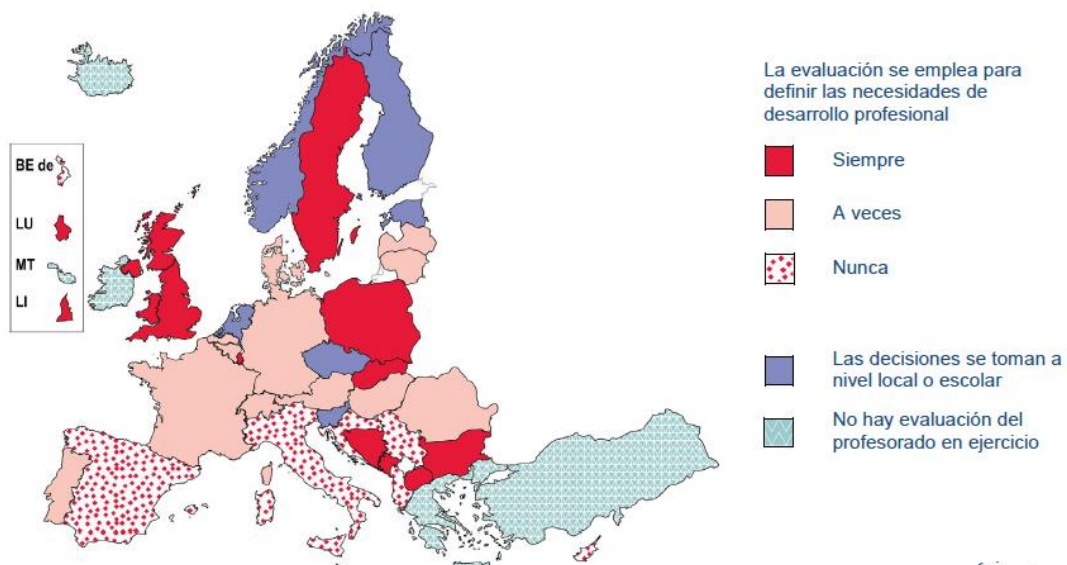 La evaluación se emplea para
definir las necesidades de
desarrollo profesional
Siempre
A veces
Nunca
Las decisiones se toman a
nivel local o escolar
No hay evaluación del
profesorado en ejercicio
BE de
LU
MT
LI